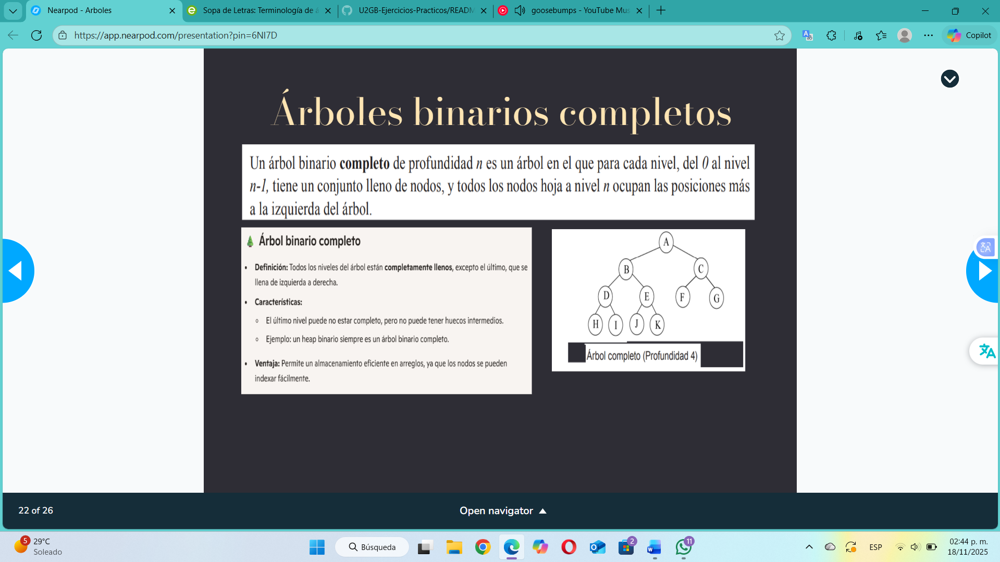 Nearpod - Arboles
Sopa de Letras: Terminología de á
U2GB-Ejercicios-Practicos/READM
goosebumps - YouTube Mus
https://app.nearpod.com/presentation?pin=6NI7D
Copilot
Árboles binarios completos
Un árbol binario completo de profundidad n es un árbol en el que para cada nivel, del 0 al nivel
n-1, tiene un conjunto lleno de nodos, y todos los nodos hoja a nivel n ocupan las posiciones más
a la izquierda del árbol.
Árbol binario completo
• Definición: Todos los niveles del árbol están completamente llenos, excepto el último, que se
llena de izquierda a derecha.
• Características:
○ El último nivel puede no estar completo, pero no puede tener huecos intermedios.
○ Ejemplo: un heap binario siempre es un árbol binario completo.
• Ventaja: Permite un almacenamiento eficiente en arreglos, ya que los nodos se pueden
indexar fácilmente.
A
B C
D E F G
H I J K
Árbol completo (Profundidad 4)
22 of 26
Open navigator
5
29°C
Soleado
Búsqueda
2
11
ESP
02:44 p. m.
18/11/2025